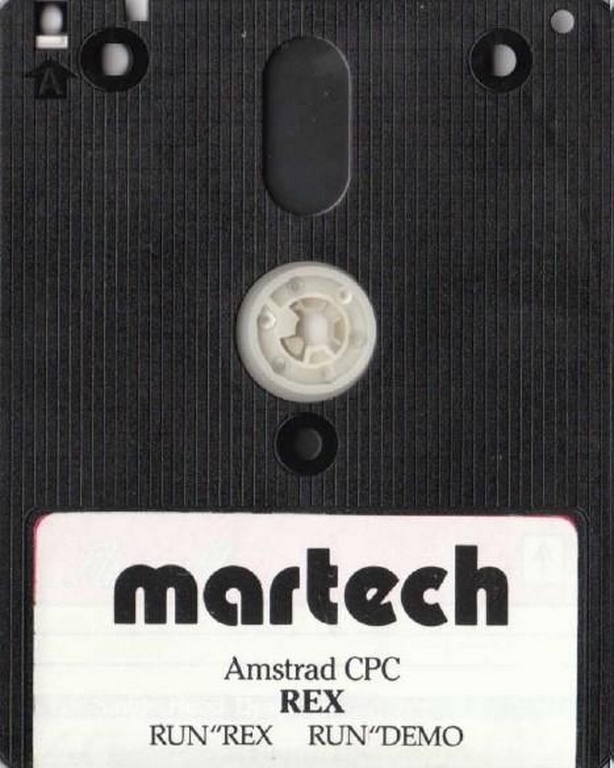 A
martech
Amstrad CPC
REX
RUN"REX RUN"DEMO